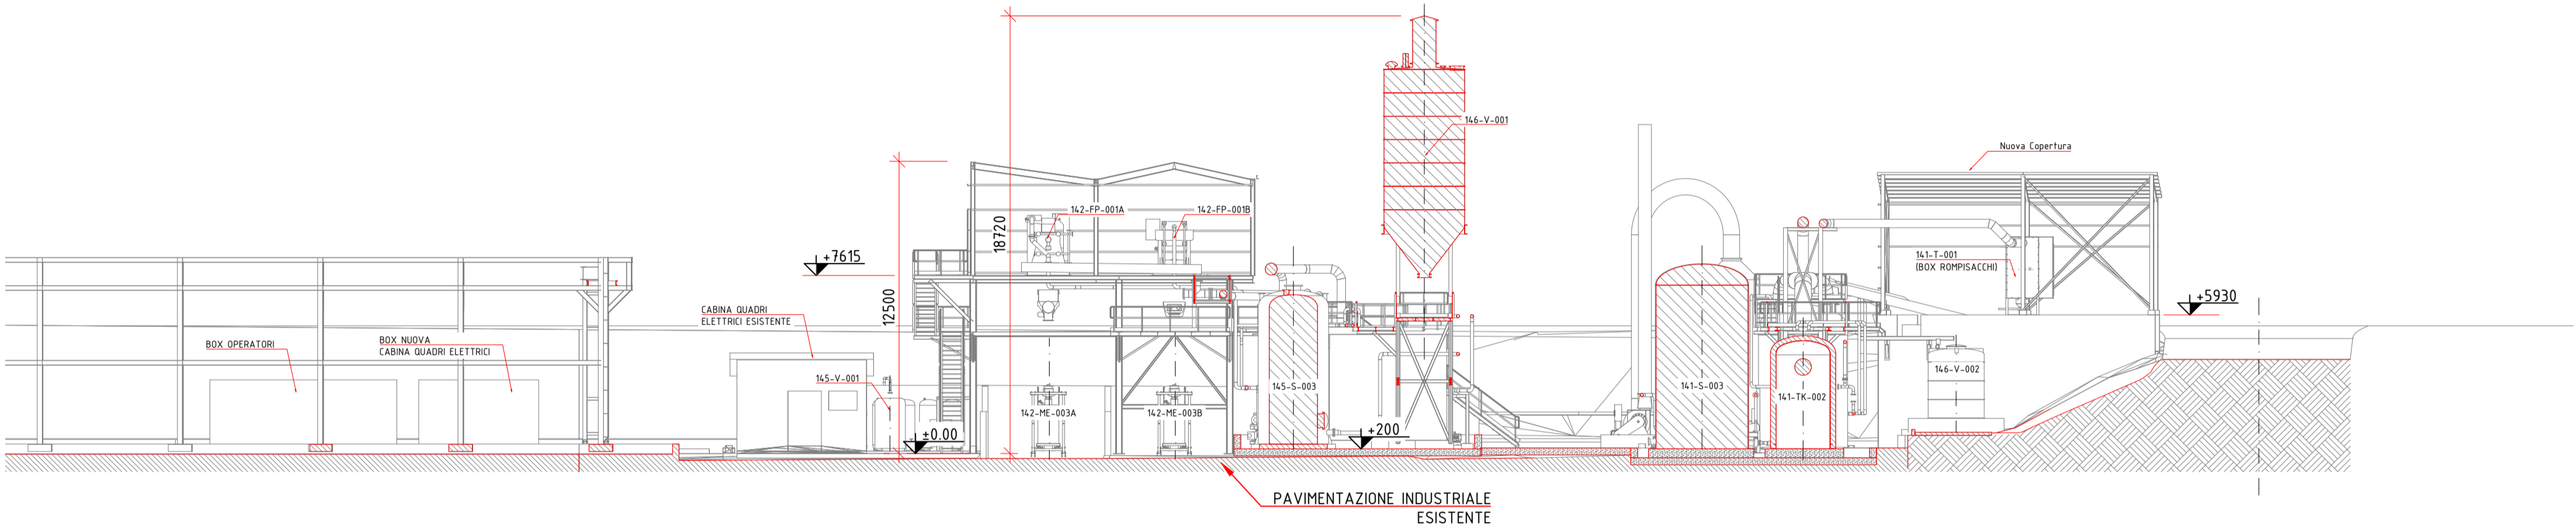 18720
146-V-001
Nuova Copertura
142-FP-001A
142-FP-001B
+7615
141-T-001
(BOX ROMPISACCHI)
+5930
12500
CABINA QUADRI
ELETTRICI ESISTENTE
BOX OPERATORI
BOX NUOVA
CABINA QUADRI ELETTRICI
145-V-001
146-V-002
145-S-003
141-S-003
141-TK-002
142-ME-003A
142-ME-003B
±0.00
+200
PAVIMENTAZIONE INDUSTRIALE
ESISTENTE